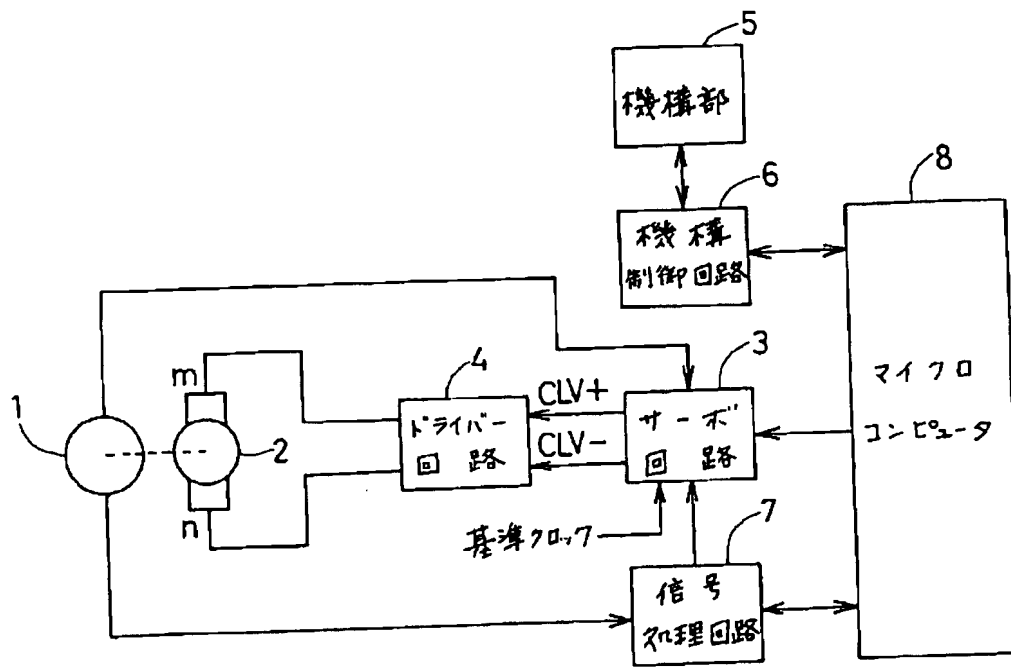 5
機構部
6
機構
制御回路
8
マイクロ
コンピュータ
3
サーボ
回路
4
ドライバー
回路
CLV+
CLV-
1
m
2
n
基準クロック
7
信号
処理回路